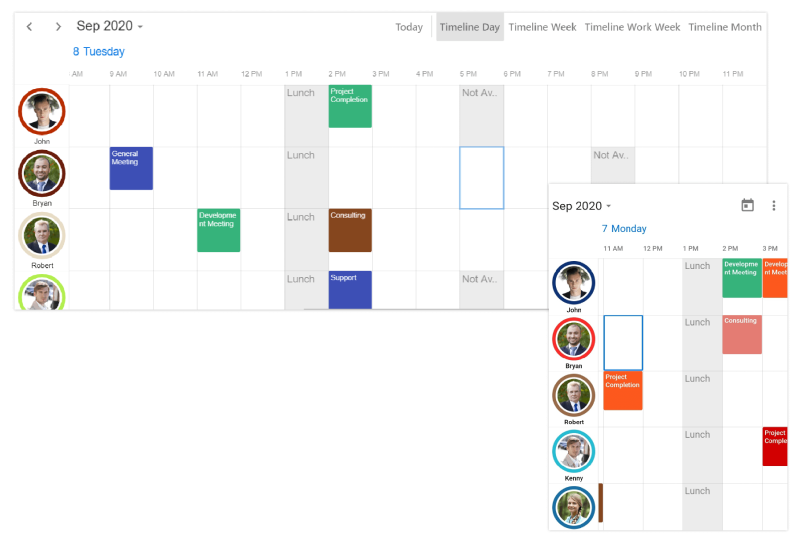 Sep 2020
Today Timeline Day Timeline Week Timeline Work Week Timeline Month
8 Tuesday
AM 9 AM 10 AM 11 AM 12 PM 1 PM 2 PM 3 PM 4 PM 5 PM 6 PM 7 PM 8 PM 9 PM 10 PM 11 PM
John
Lunch
Project
Completion
Not Av..
Bryan
General
Meeting
Lunch
Not Av..
Robert
Developme
nt Meeting
Lunch
Consulting
Lunch
Support
Not Av..
Sep 2020
7 Monday
11 AM 12 PM 1 PM 2 PM 3 PM
John
Lunch
Developme
nt Meeting
Develop
nt Meet
Bryan
Lunch
Consulting
Robert
Project
Completion
Lunch
Kenny
Lunch
Project
Comple
Lunch